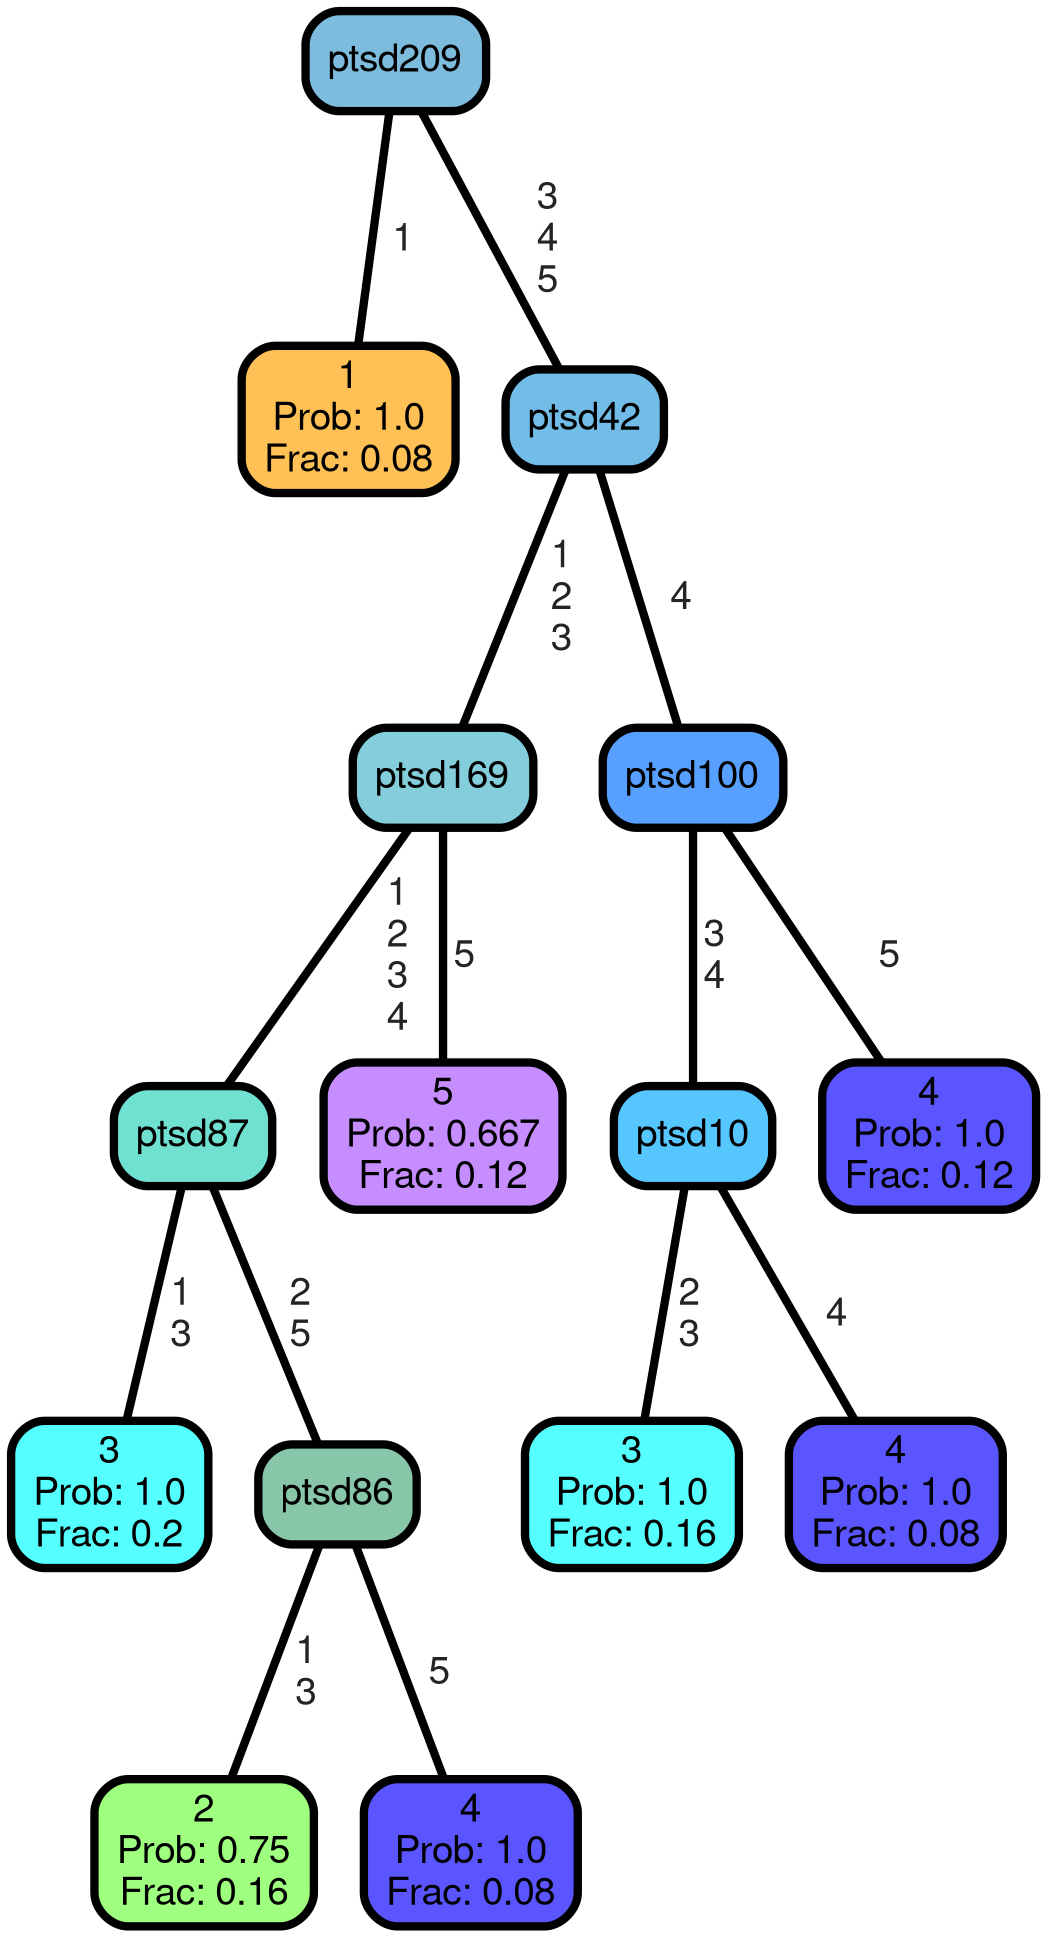 ptsd209
1
3
4
5
1
Prob: 1.0
Frac: 0.08
ptsd42
1
2
3
4
ptsd169
ptsd100
1
2
3
4
5
3
4
5
ptsd87
5
Prob: 0.667
Frac: 0.12
ptsd10
4
Prob: 1.0
Frac: 0.12
1
3
2
5
2
3
4
3
Prob: 1.0
Frac: 0.2
ptsd86
3
Prob: 1.0
Frac: 0.16
4
Prob: 1.0
Frac: 0.08
1
3
5
2
Prob: 0.75
Frac: 0.16
4
Prob: 1.0
Frac: 0.08